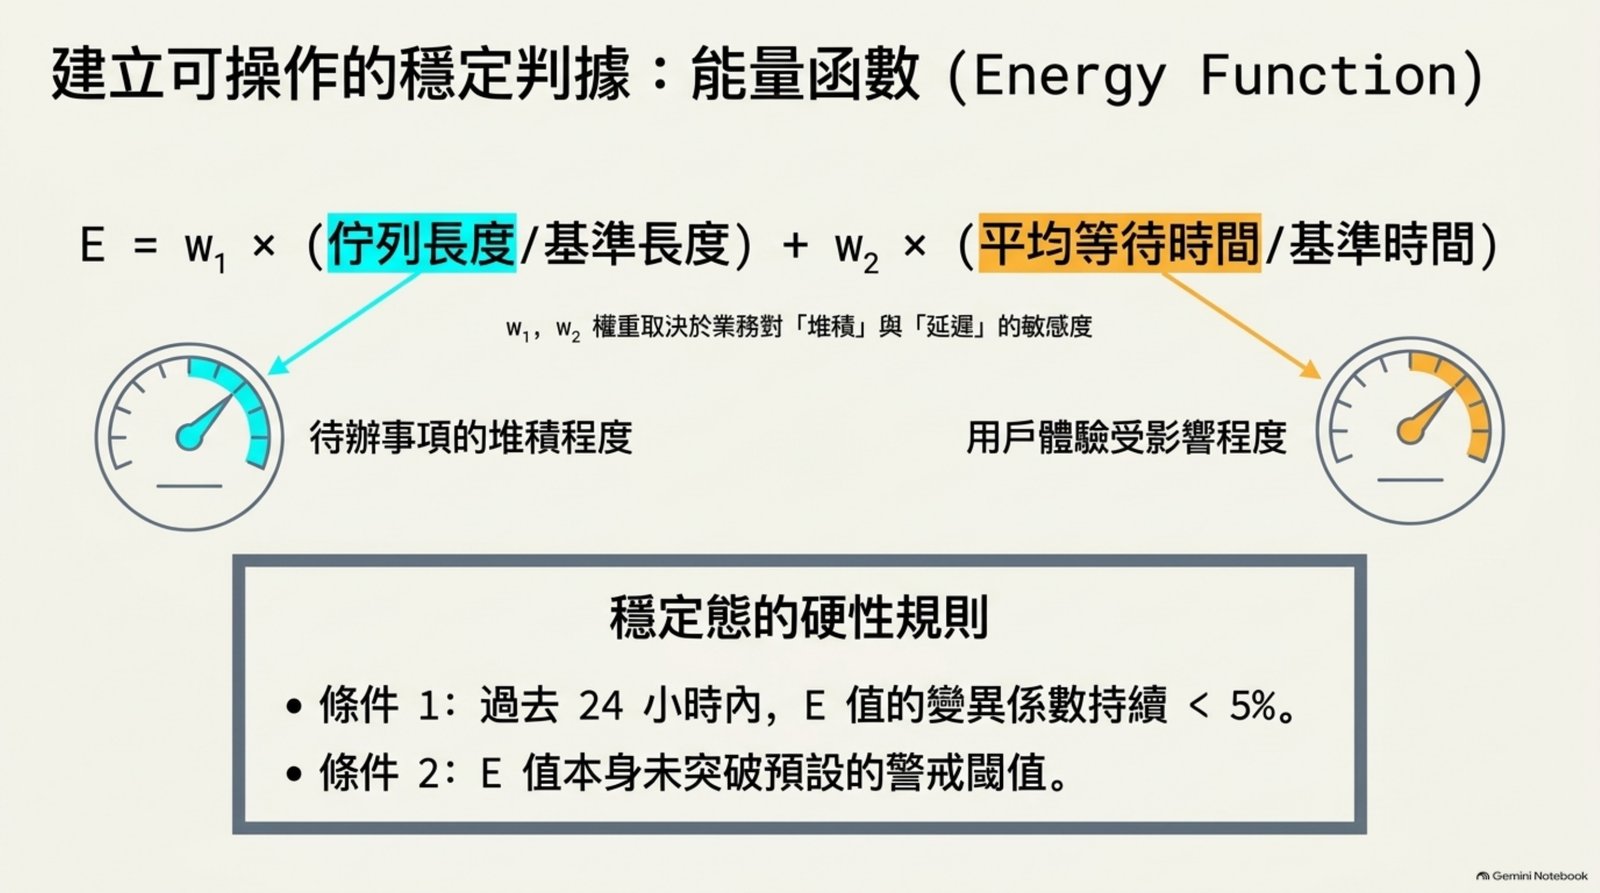 建立可操作的穩定判據：能量函數 (Energy Function)
E = w₁ × (佇列長度/基準長度) + w₂ × (平均等待時間/基準時間)
w₁, w₂ 權重取決於業務對「堆積」與「延遲」的敏感度
待辦事項的堆積程度
用戶體驗受影響程度
穩定態的硬性規則
• 條件 1: 過去 24 小時內, E 值的變異係數持續 < 5%。
• 條件 2: E 值本身未突破預設的警戒閾值。
Gemini Notebook